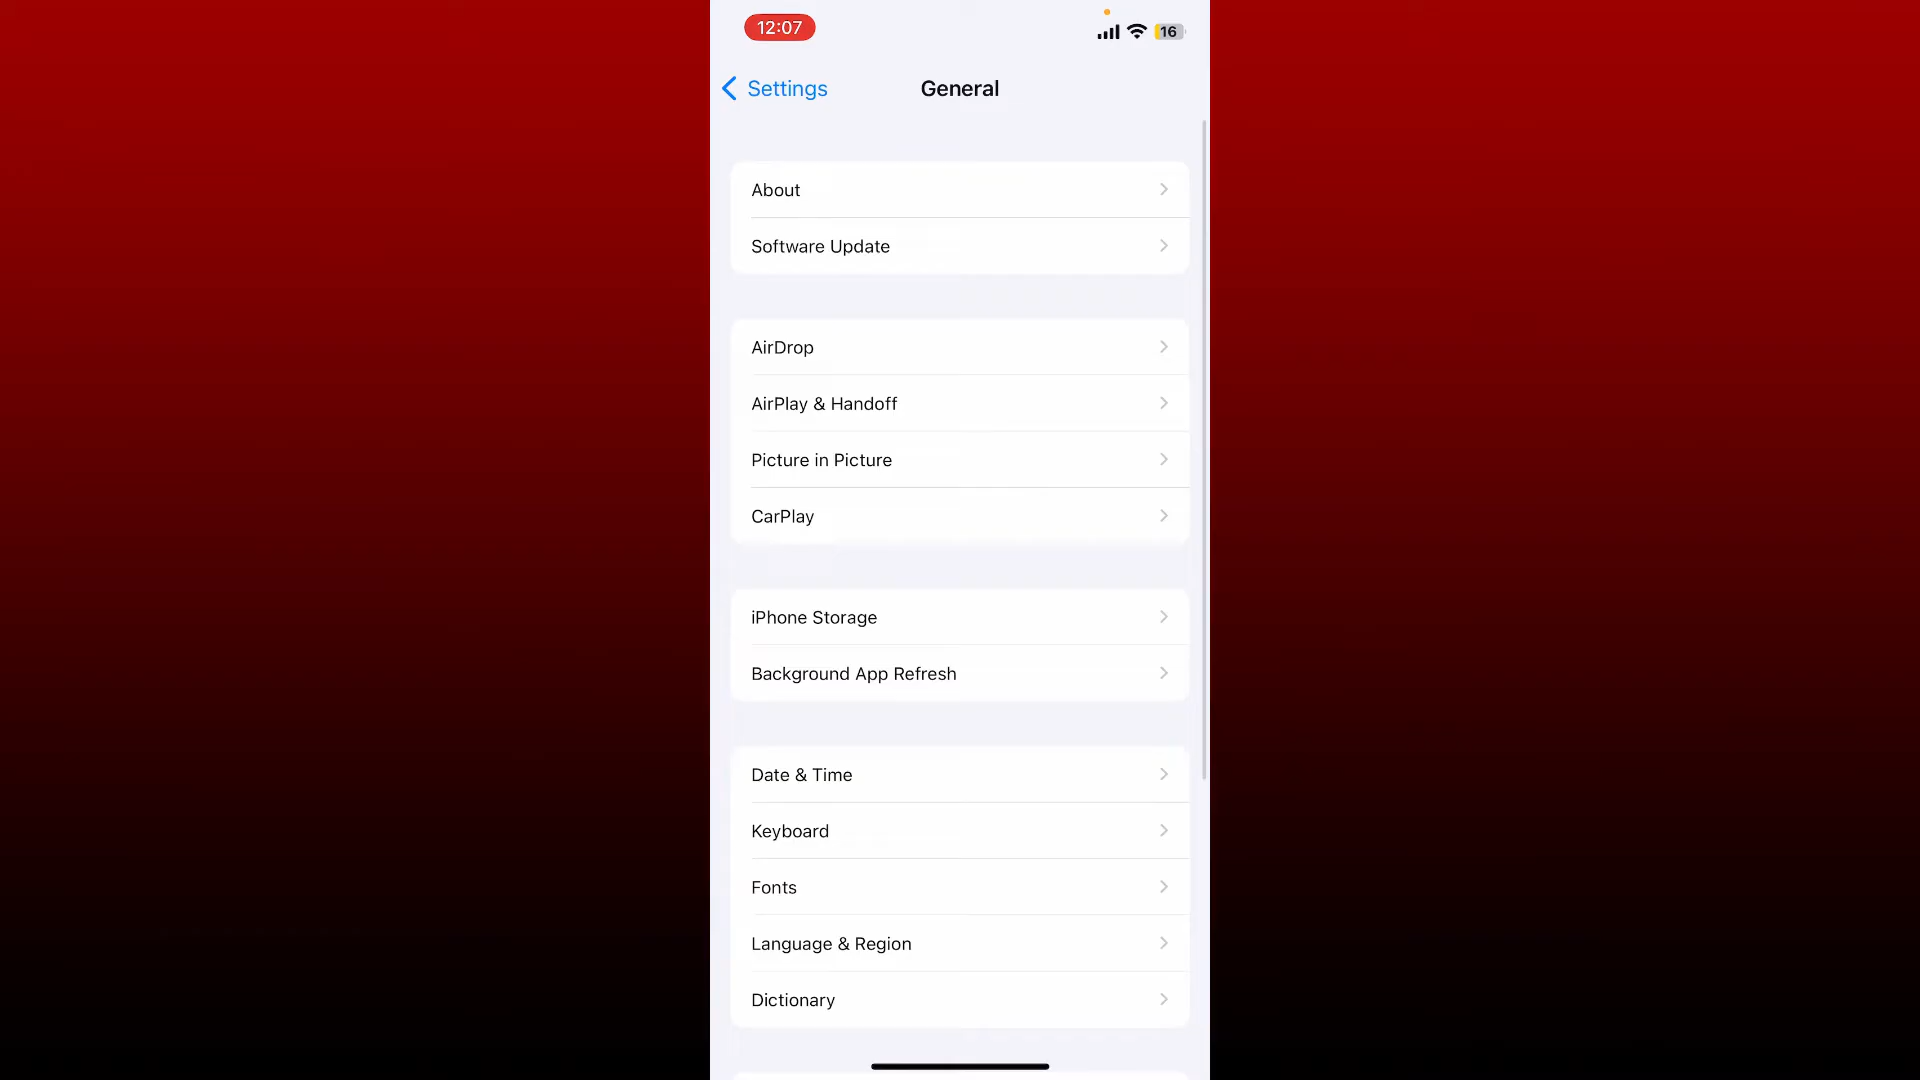 12:07
16
Settings
General
About
Software Update
AirDrop
AirPlay & Handoff
Picture in Picture
CarPlay
iPhone Storage
Background App Refresh
Date & Time
Keyboard
Fonts
Language & Region
Dictionary